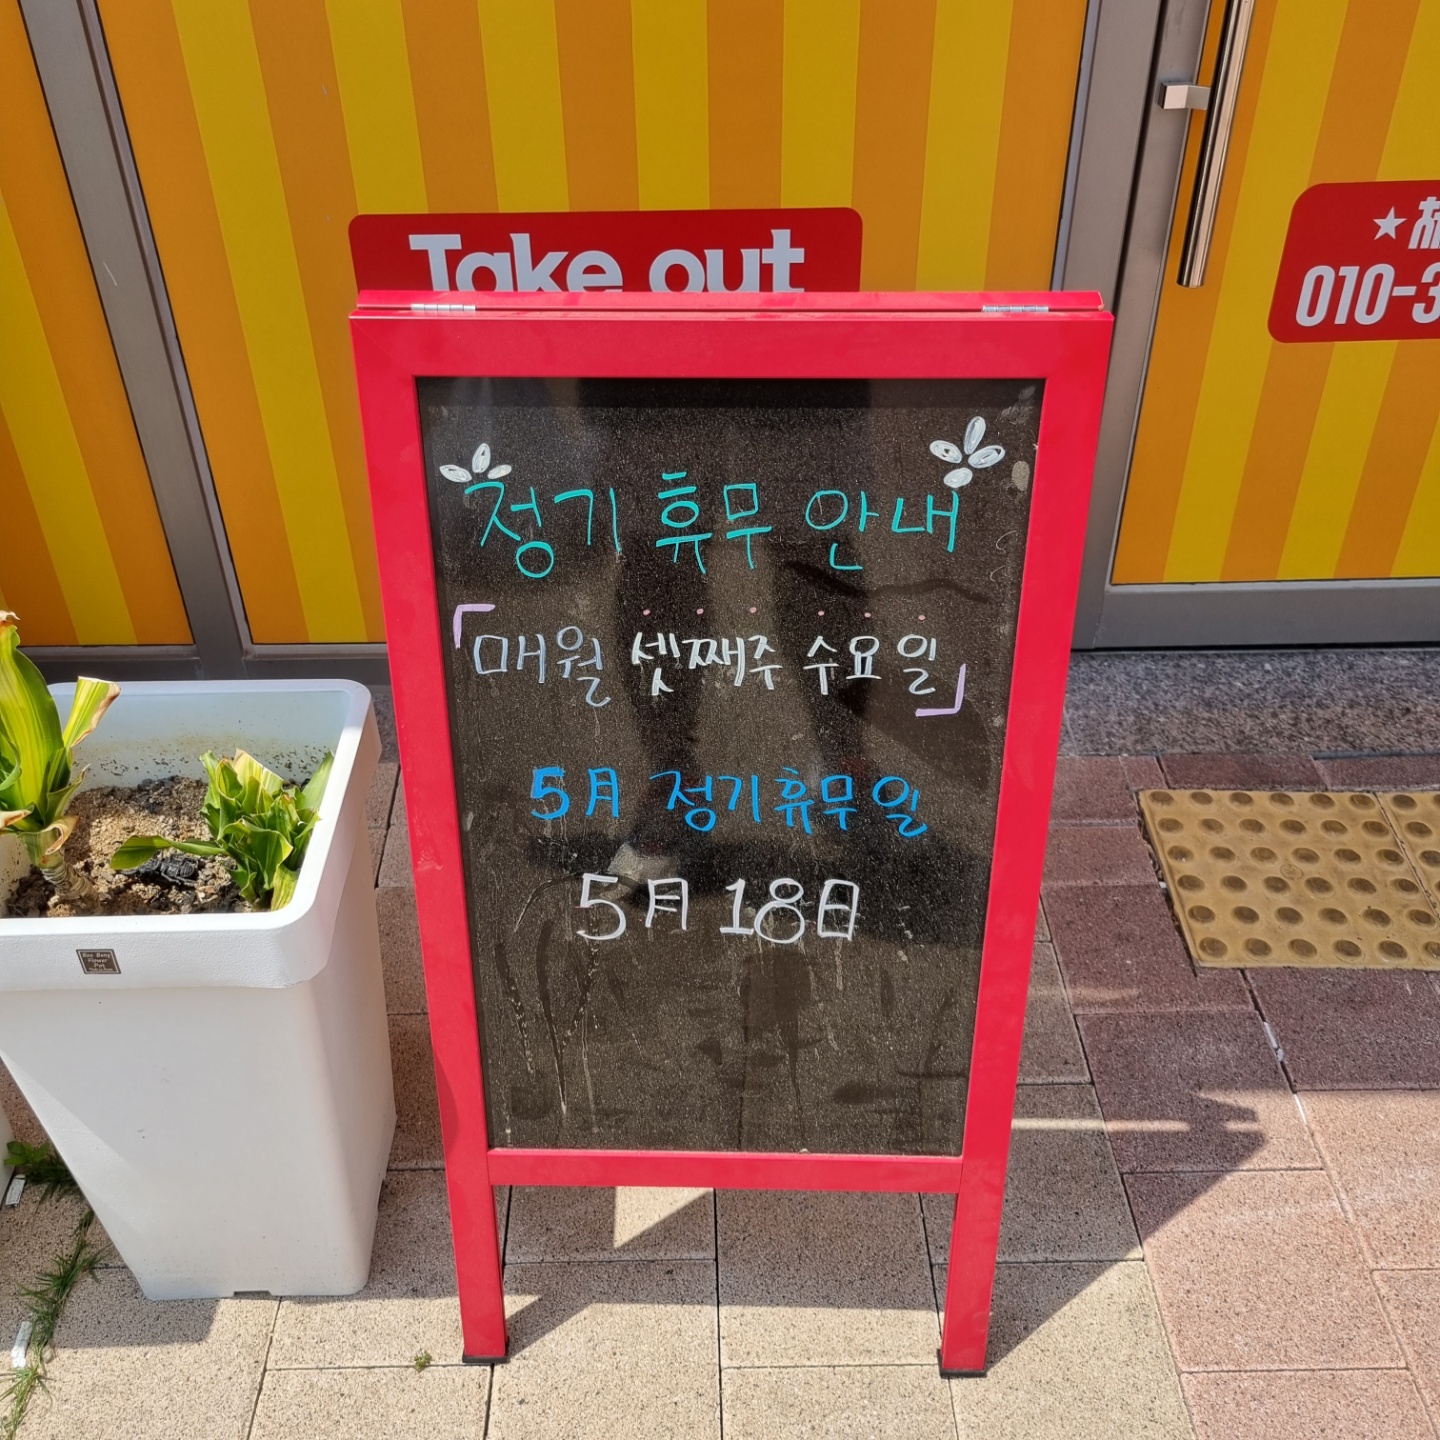 Take out
010-3
정기 휴무 안내
「매월 셋째주 수요일」
5月 정기휴무일
5月 18日